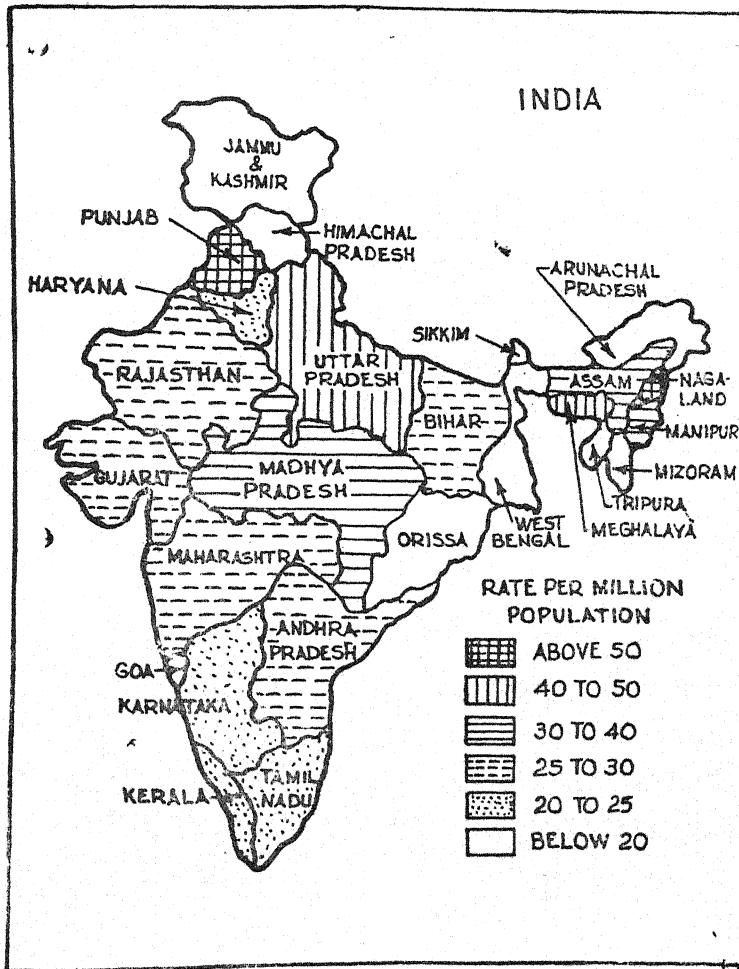 INDIA
JAMMU
&
KASHMIR
PUNJAB
HIMACHAL
PRADESH
HARYANA
ARUNACHAL
PRADESH
SIKKIM
RAJASTHAN
UTTAR
PRADESH
ASSAM
NAGA-
LAND
BIHAR
MANIPUR
GUJARAT
MADHYA
PRADESH
MIZORAM
TRIPURA
WEST
BENGAL
MEGHALAYA
ORISSA
MAHARASHTRA
ANDHRA
PRADESH
GOA
KARNATAKA
KERALA
TAMIL
NADU
RATE PER MILLION
POPULATION
ABOVE 50
40 TO 50
30 TO 40
25 TO 30
20 TO 25
BELOW 20